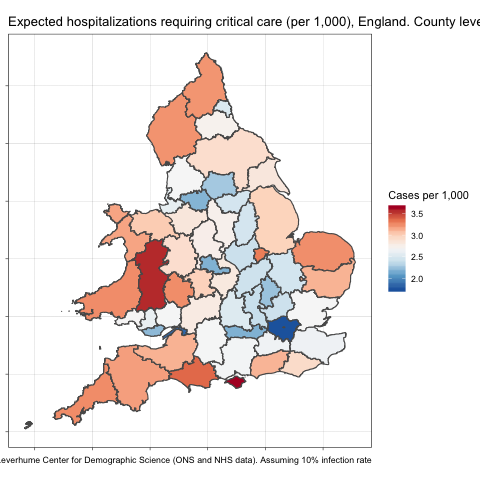 Expected hospitalizations requiring critical care (per 1,000), England. County leve
Cases per 1,000
3.5
3.0
2.5
2.0
Leverhume Center for Demographic Science (ONS and NHS data). Assuming 10% infection rate